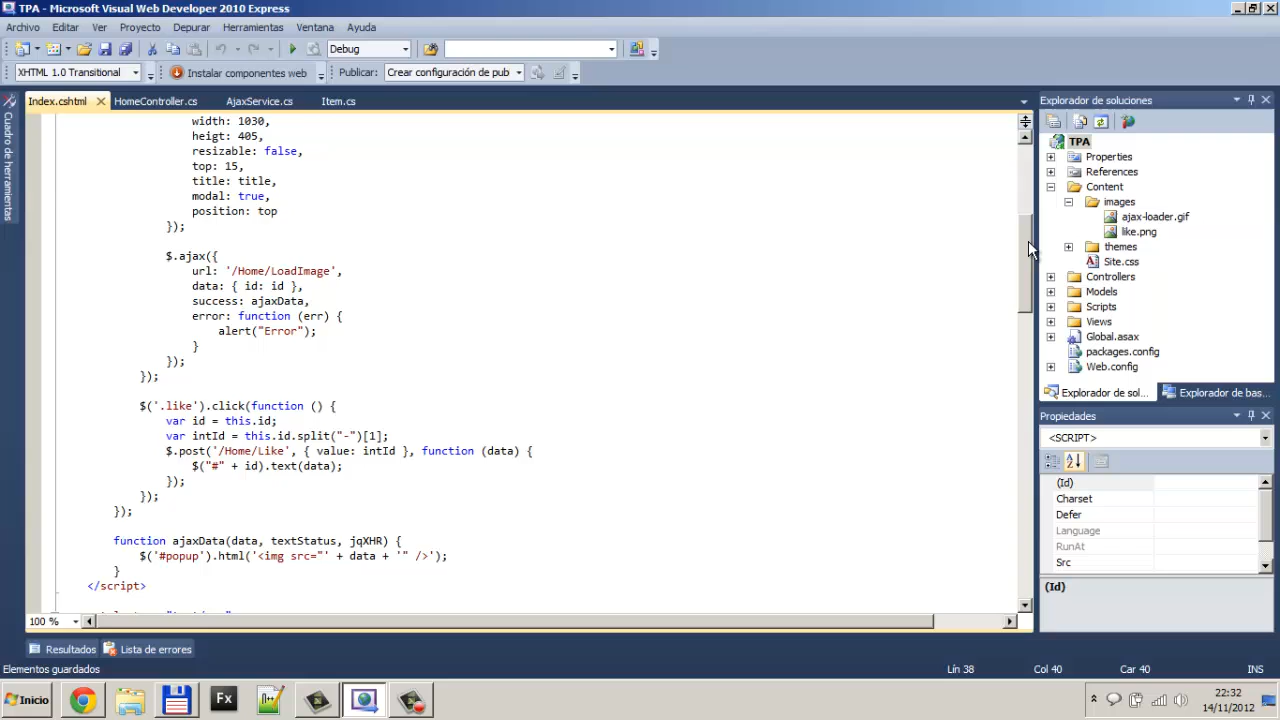 TPA - Microsoft Visual Web Developer 2010 Express
Archivo Editar Ver Proyecto Depurar Herramientas Ventana Ayuda
Debug
XHTML 1.0 Transitional Instalar componentes web Publicar: Crear configuración de pub
Index.cshtml HomeController.cs AjaxService.cs Item.cs
width: 1030,
heigt: 405,
resizable: false,
top: 15,
title: title,
modal: true,
position: top
});
$.ajax({
url: '/Home/LoadImage',
data: { id: id },
success: ajaxData,
error: function (err) {
alert("Error");
}
});
});
$('.like').click(function () {
var id = this.id;
var intId = this.id.split("-")[1];
$.post('/Home/Like', { value: intId }, function (data) {
$("#" + id).text(data);
});
});
});
function ajaxData(data, textStatus, jqXHR) {
$('#popup').html('<img src="' + data + '" />');
}
</script>
100 %
Cuadro de herramientas
Explorador de soluciones
TPA
Properties
References
Content
images
ajax-loader.gif
like.png
themes
Site.css
Controllers
Models
Scripts
Views
Global.asax
packages.config
Web.config
Explorador de sol... Explorador de bas...
Propiedades
<SCRIPT>
(Id)
Charset
Defer
Language
RunAt
Src
(Id)
Resultados Lista de errores
Elementos guardados Lín 38 Col 40 Car 40 INS
Inicio Fx 22:32
14/11/2012